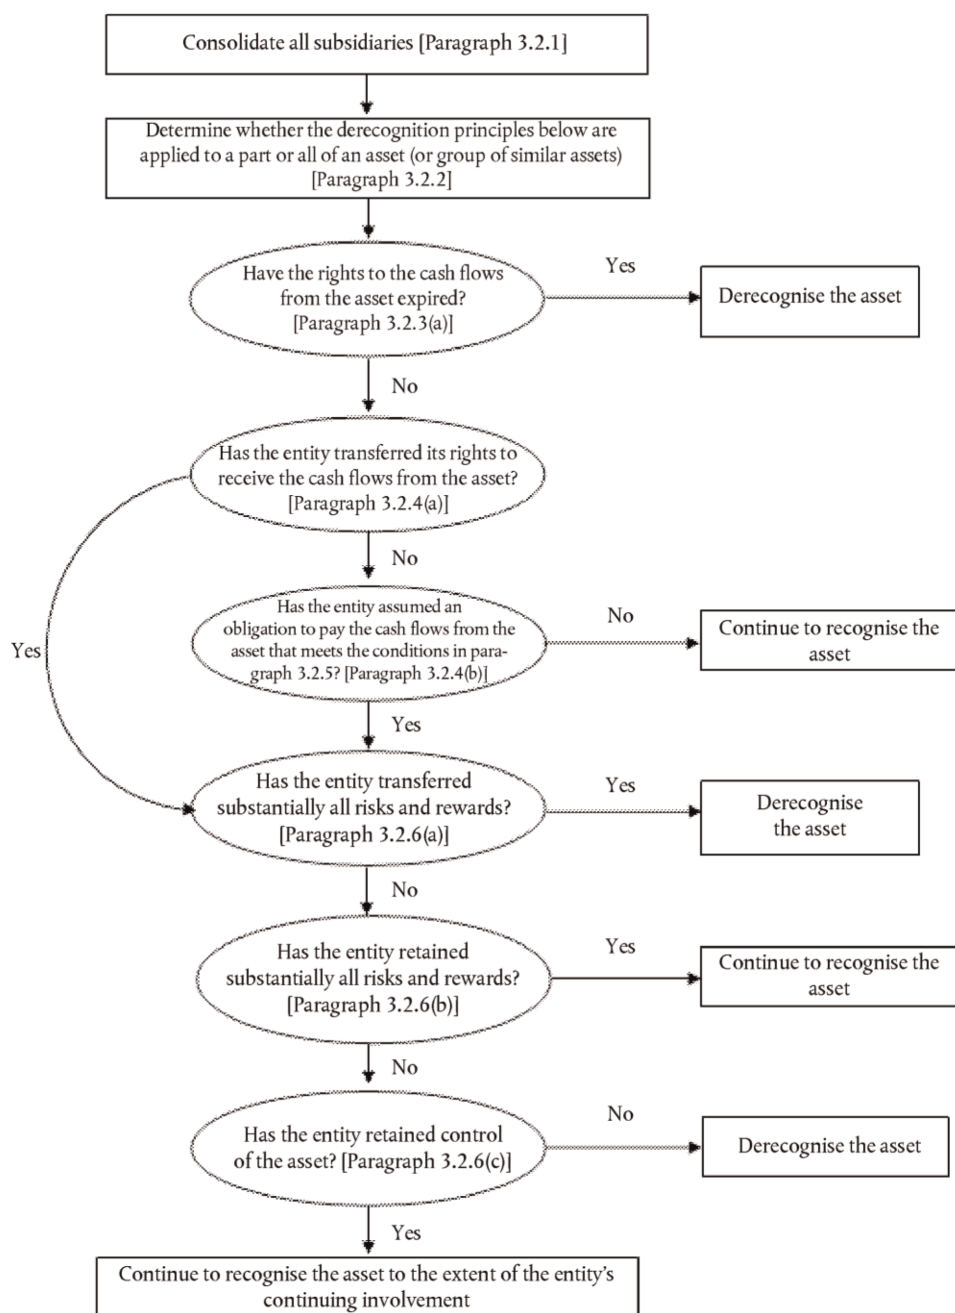 Consolidate all subsidiaries [Paragraph 3.2.1]
Determine whether the derecognition principles below are
applied to a part or all of an asset (or group of similar assets)
[Paragraph 3.2.2]
Have the rights to the cash flows
from the asset expired?
[Paragraph 3.2.3(a)]
Yes
Derecognise the asset
No
Has the entity transferred its rights to
receive the cash flows from the asset?
[Paragraph 3.2.4(a)]
Yes
No
Has the entity assumed an
obligation to pay the cash flows from the
asset that meets the conditions in para-
graph 3.2.5? [Paragraph 3.2.4(b)]
No
Continue to recognise the
asset
Yes
Has the entity transferred
substantially all risks and rewards?
[Paragraph 3.2.6(a)]
Yes
Derecognise
the asset
No
Has the entity retained
substantially all risks and rewards?
[Paragraph 3.2.6(b)]
Yes
Continue to recognise the
asset
No
Has the entity retained control
of the asset? [Paragraph 3.2.6(c)]
No
Derecognise the asset
Yes
Continue to recognise the asset to the extent of the entity's
continuing involvement